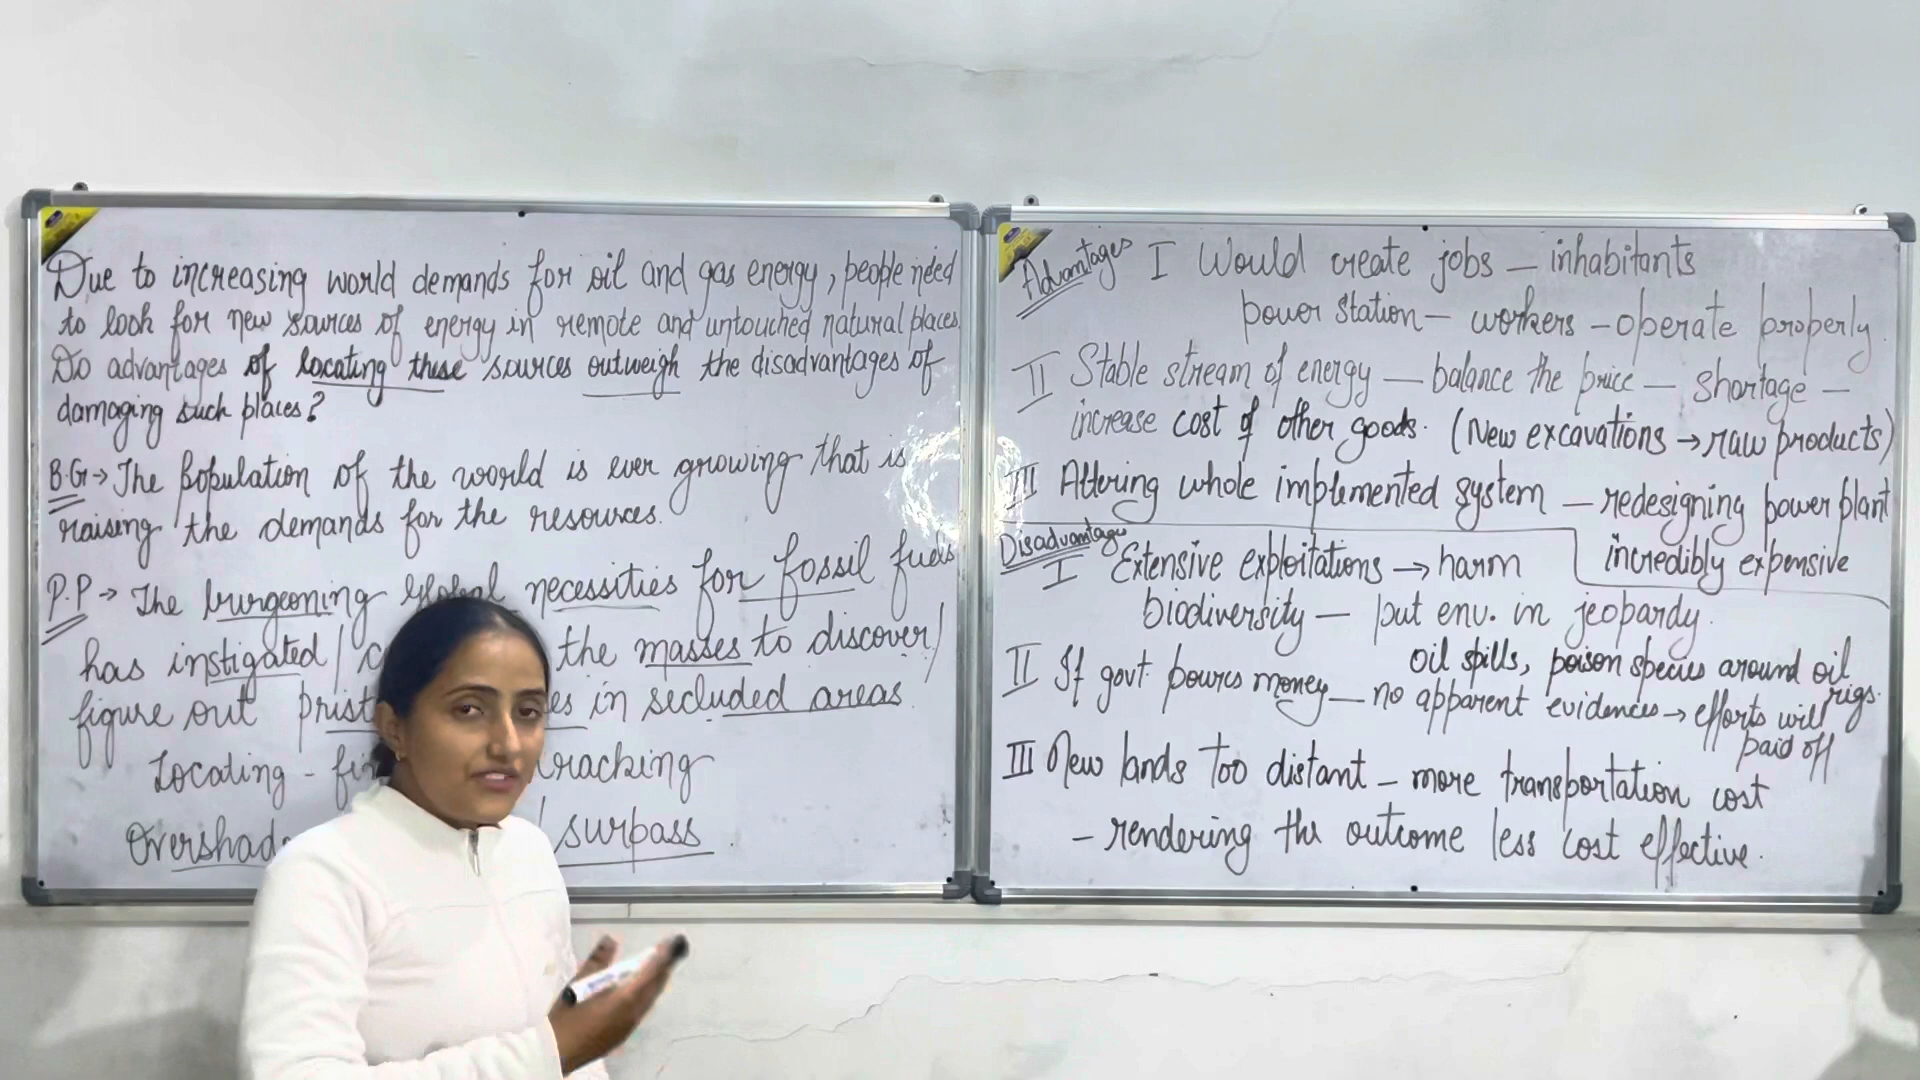 Due to increasing world demands for oil and gas energy, people need
to look for new sources of energy in remote and untouched natural places.
Do advantages of locating these sources outweigh the disadvantages of
damaging such places?
B.G → The Population of the world is ever growing that is
raising the demands for the resources.
P.P → The burgeoning global necessities for fossil fuels
has instigated / the masses to discover /
figure out in secluded areas
Locating - cracking
surpass
Advantages I Would create jobs — inhabitants
power station — workers — operate properly
II Stable stream of energy — balance the price — shortage —
increase cost of other goods. (New excavations → raw products)
III Altering whole implemented system — redesigning power plant
incredibly expensive
Disadvantages
I Extensive exploitations → harm
biodiversity — put env. in jeopardy.
oil spills, poison species around oil rigs.
II If govt. pours money — no apparent evidences → efforts will
paid off
III New lands too distant — more transportation cost
— rendering the outcome less cost effective.